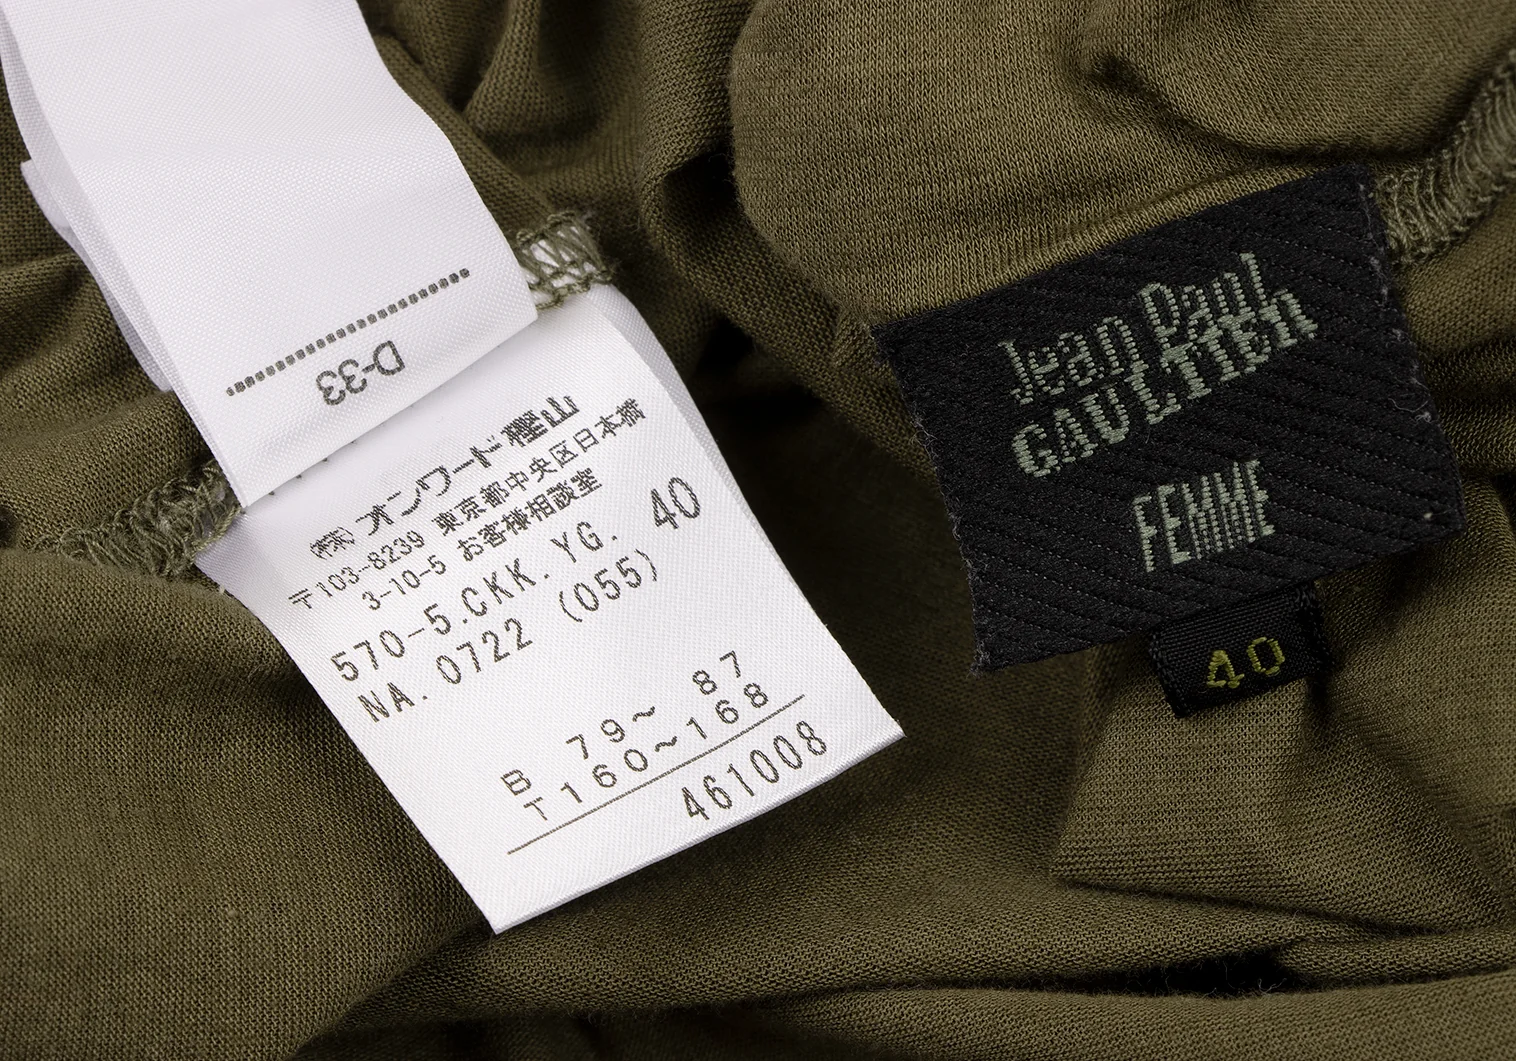 D-33
(株)オンワード樫山
〒103-8239 東京都中央区日本橋
3-10-5 お客様相談室
570-5.CKK.YG. 40
NA.0722 (055)
B 79～ 87
T160～168
461008
Jean Paul
GAULTIER
FEMME
40